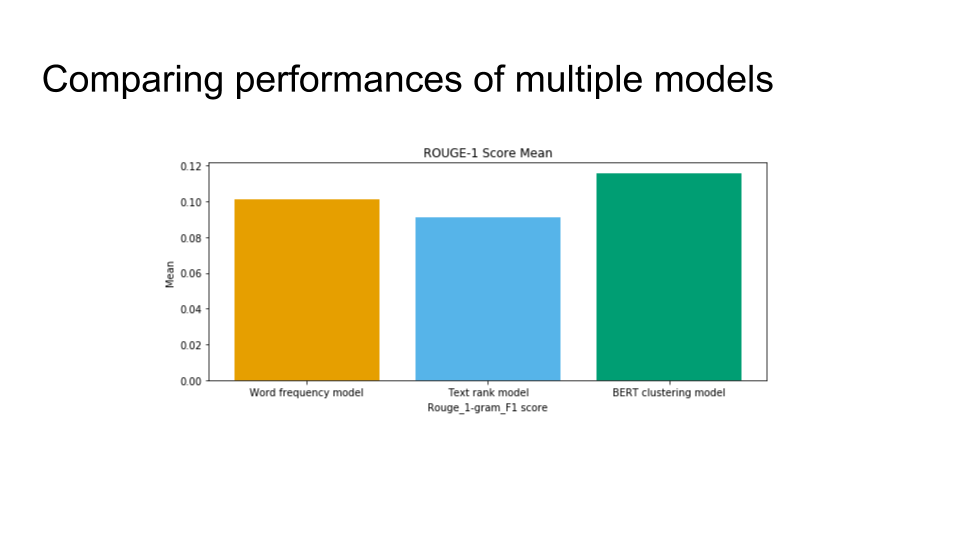 Comparing performances of multiple models
ROUGE-1 Score Mean
0.12
0.10
0.08
0.06
0.04
0.02
0.00
Mean
Word frequency model
Text rank model
BERT clustering model
Rouge_1-gram_F1 score